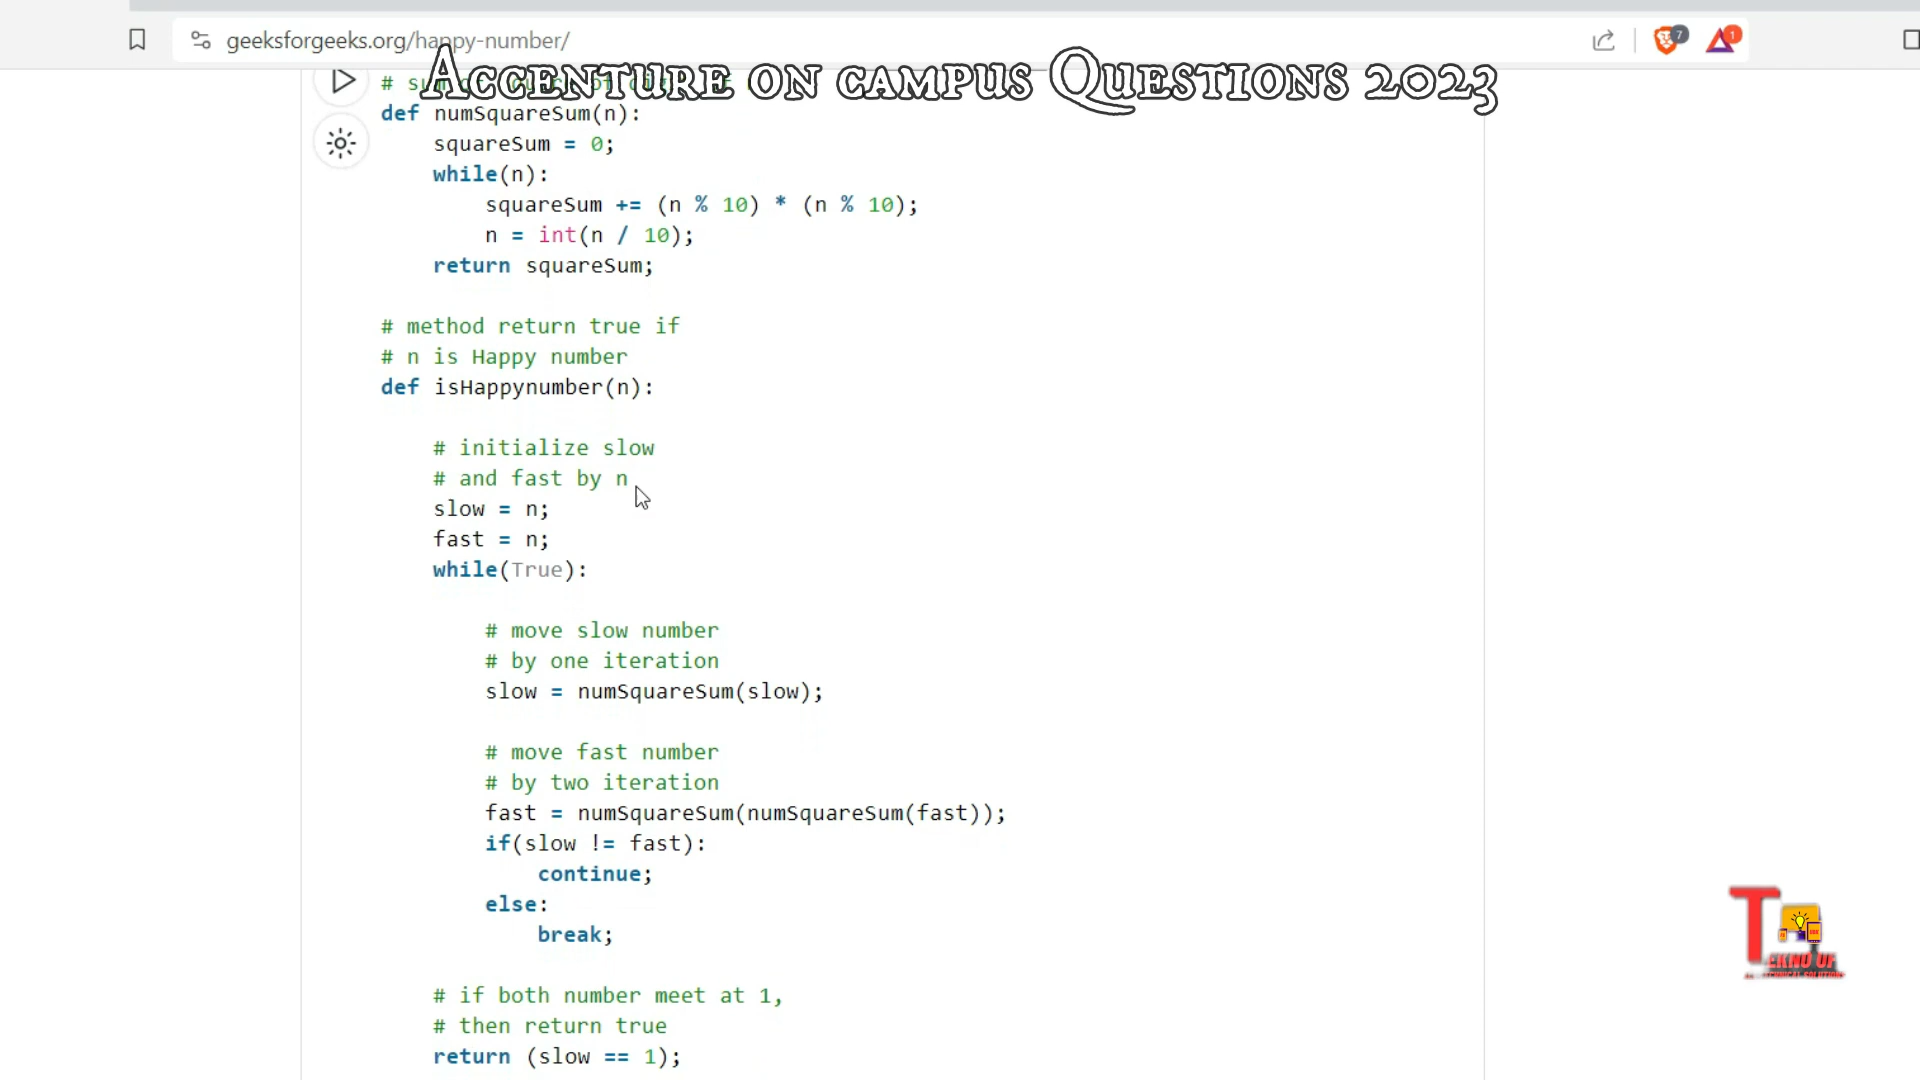 geeksforgeeks.org/happy-number/
7
1
Accenture on campus Questions 2023
def numSquareSum(n):
squareSum = 0;
while(n):
squareSum += (n % 10) * (n % 10);
n = int(n / 10);
return squareSum;
# method return true if
# n is Happy number
def isHappynumber(n):
# initialize slow
# and fast by n
slow = n;
fast = n;
while(True):
# move slow number
# by one iteration
slow = numSquareSum(slow);
# move fast number
# by two iteration
fast = numSquareSum(numSquareSum(fast));
if(slow != fast):
continue;
else:
break;
# if both number meet at 1,
# then return true
return (slow == 1);